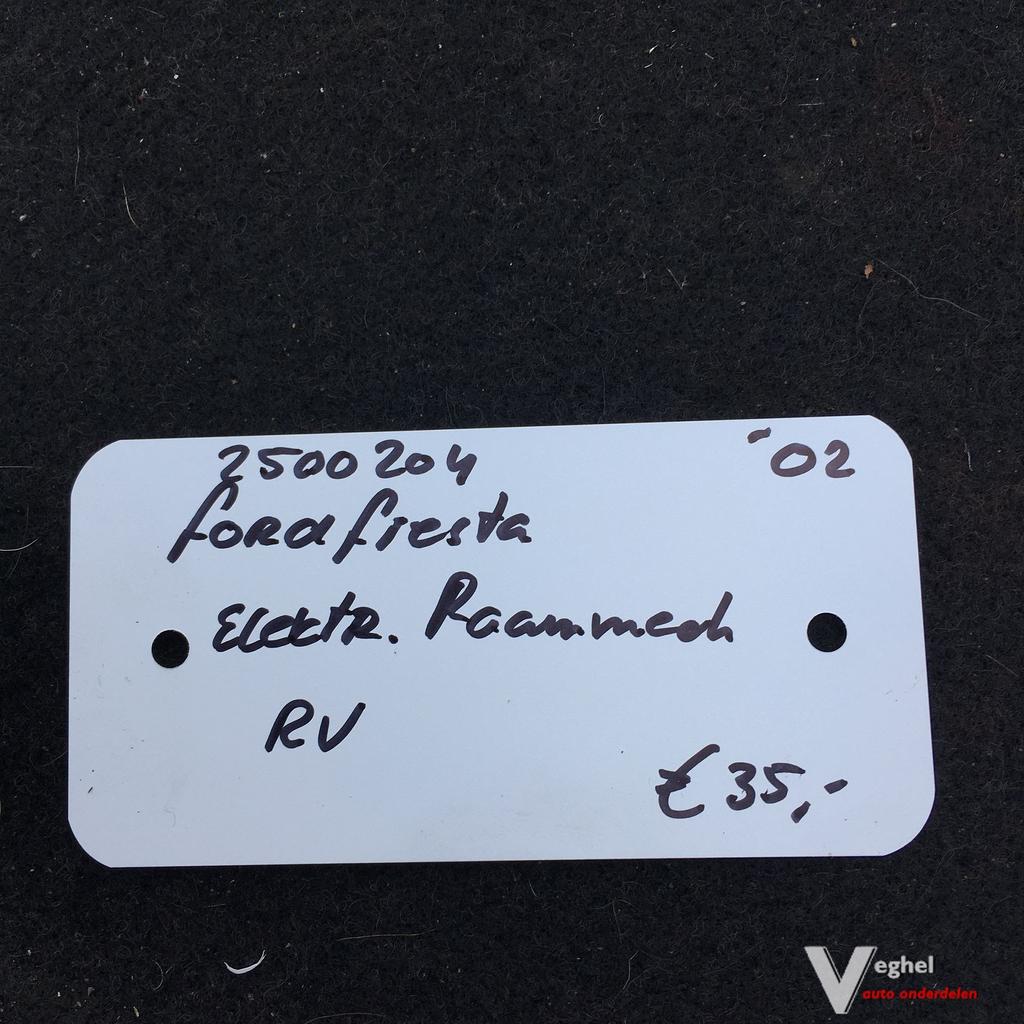 2500204 '02
ford fiesta
Elektr. Raammech
RV
€ 35,-
Veghel
auto onderdelen